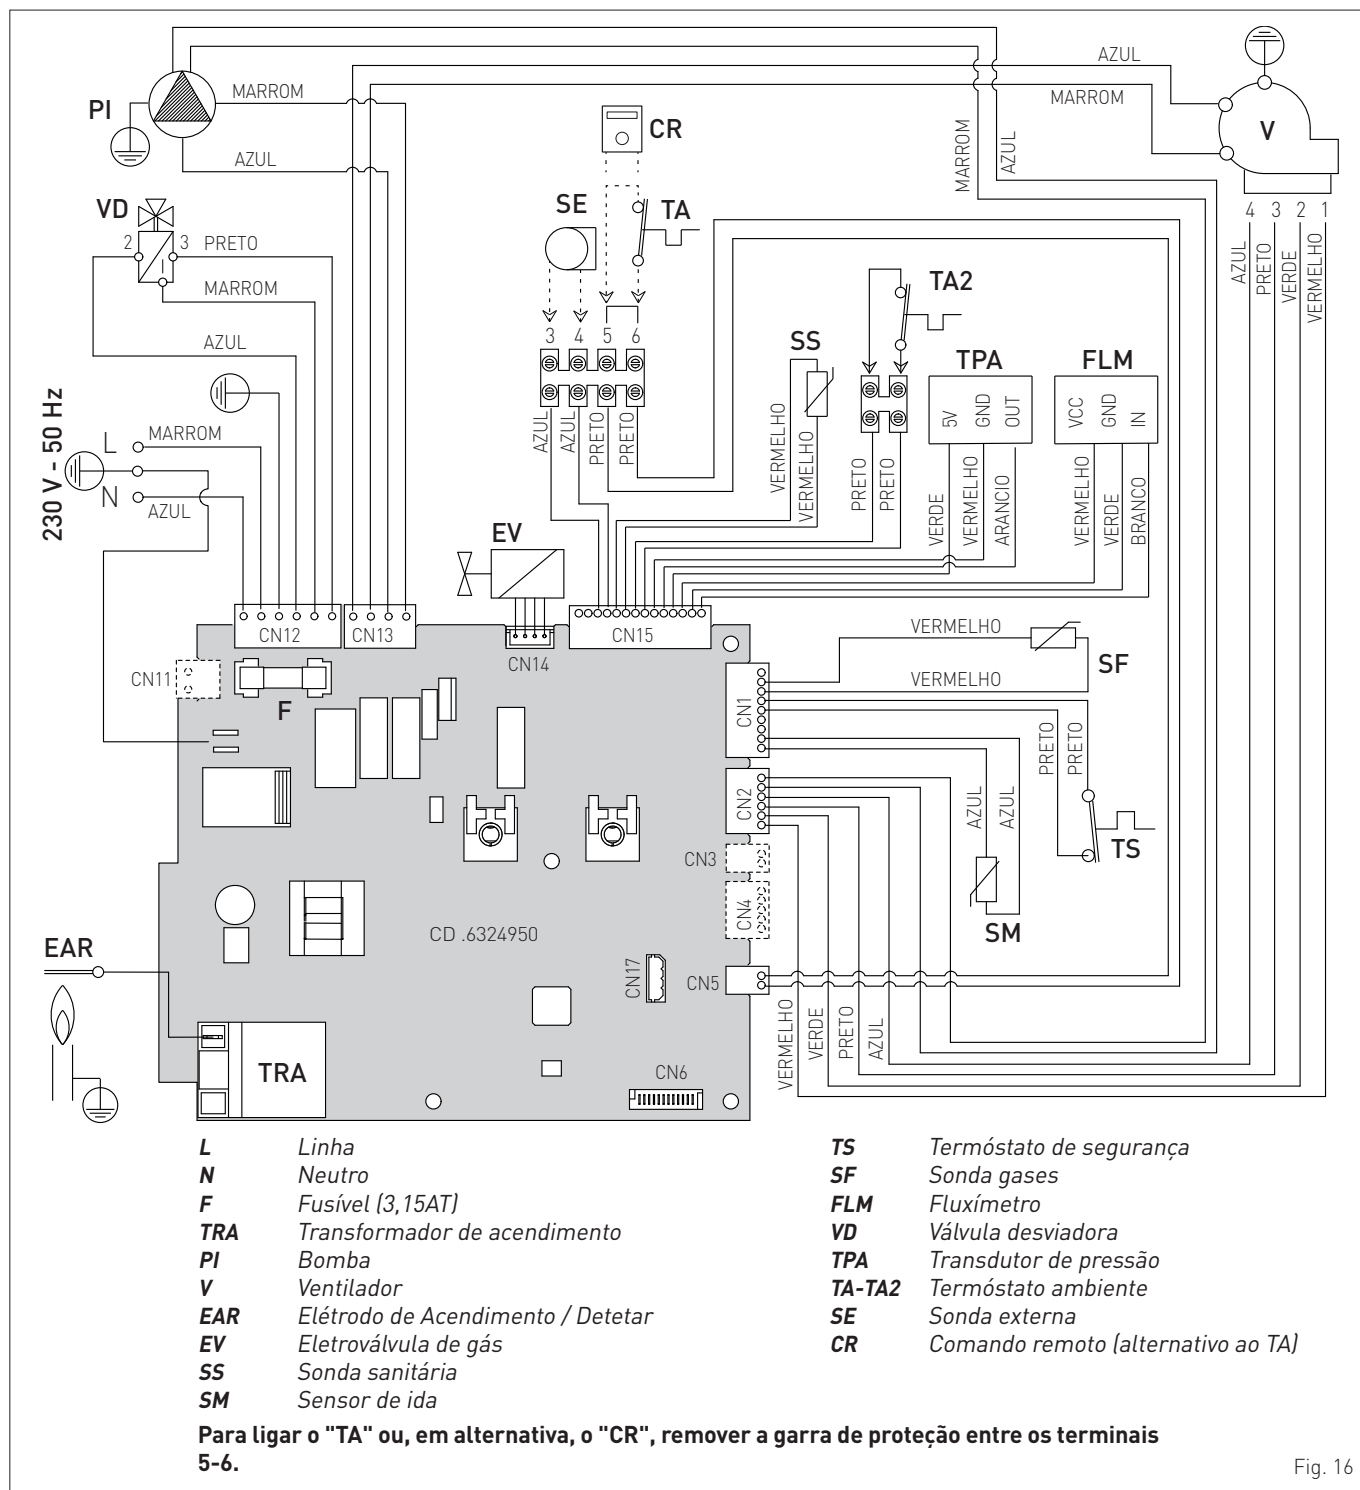 AZUL
MARROM
PI
MARROM
AZUL
CR
V
MARROM
AZUL
VD
2
3
PRETO
MARROM
AZUL
SE
TA
3 4 5 6
AZUL
AZUL
PRETO
PRETO
4 3 2 1
AZUL
PRETO
VERDE
VERMELHO
SS
VERMELHO
VERMELHO
TA2
PRETO
PRETO
TPA
5V
GND
OUT
VERDE
VERMELHO
ARANCIO
FLM
VCC
GND
IN
VERMELHO
VERDE
BRANCO
230 V - 50 Hz
L
MARROM
N
AZUL
EV
CN12
CN13
CN14
CN15
CN11
F
VERMELHO
SF
VERMELHO
CN1
PRETO
PRETO
TS
CN2
AZUL
AZUL
SM
CN3
CN4
CD .6324950
CN17
CN5
EAR
VERMELHO
VERDE
PRETO
AZUL
TRA
CN6
L Linha
N Neutro
F Fusível (3,15AT)
TRA Transformador de acendimento
PI Bomba
V Ventilador
EAR Elétrodo de Acendimento / Detetar
EV Eletroválvula de gás
SS Sonda sanitária
SM Sensor de ida
TS Termóstato de segurança
SF Sonda gases
FLM Fluxímetro
VD Válvula desviadora
TPA Transdutor de pressão
TA-TA2 Termóstato ambiente
SE Sonda externa
CR Comando remoto (alternativo ao TA)
Para ligar o "TA" ou, em alternativa, o "CR", remover a garra de proteção entre os terminais
5-6.
Fig. 16